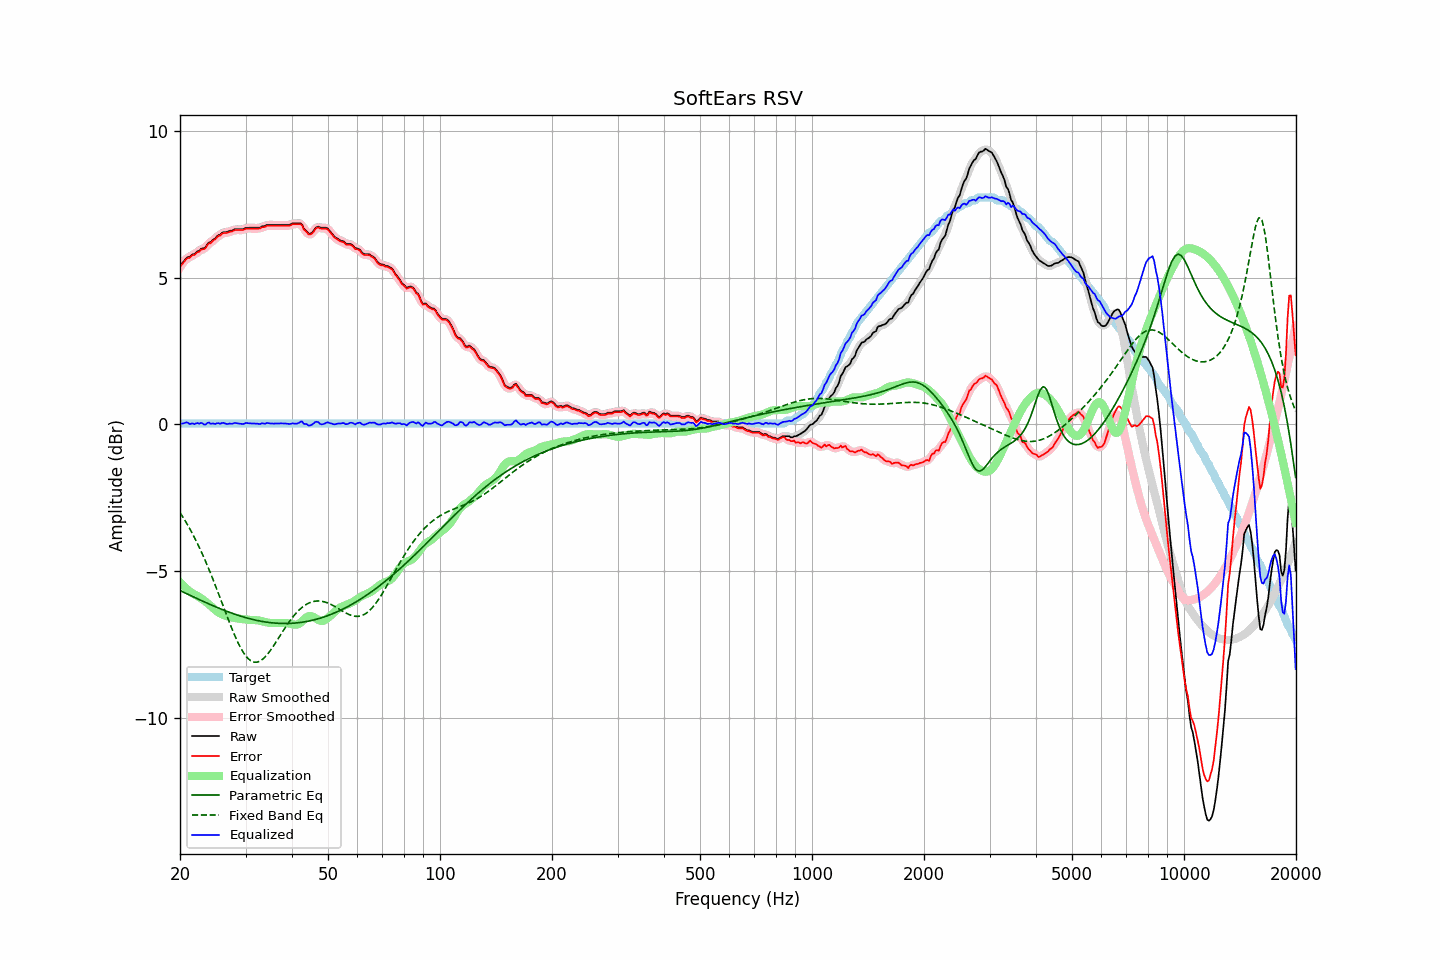 SoftEars RSV
10
5
0
−5
−10
Amplitude (dBr)
Target
Raw Smoothed
Error Smoothed
Raw
Error
Equalization
Parametric Eq
Fixed Band Eq
Equalized
20 50 100 200 500 1000 2000 5000 10000 20000
Frequency (Hz)